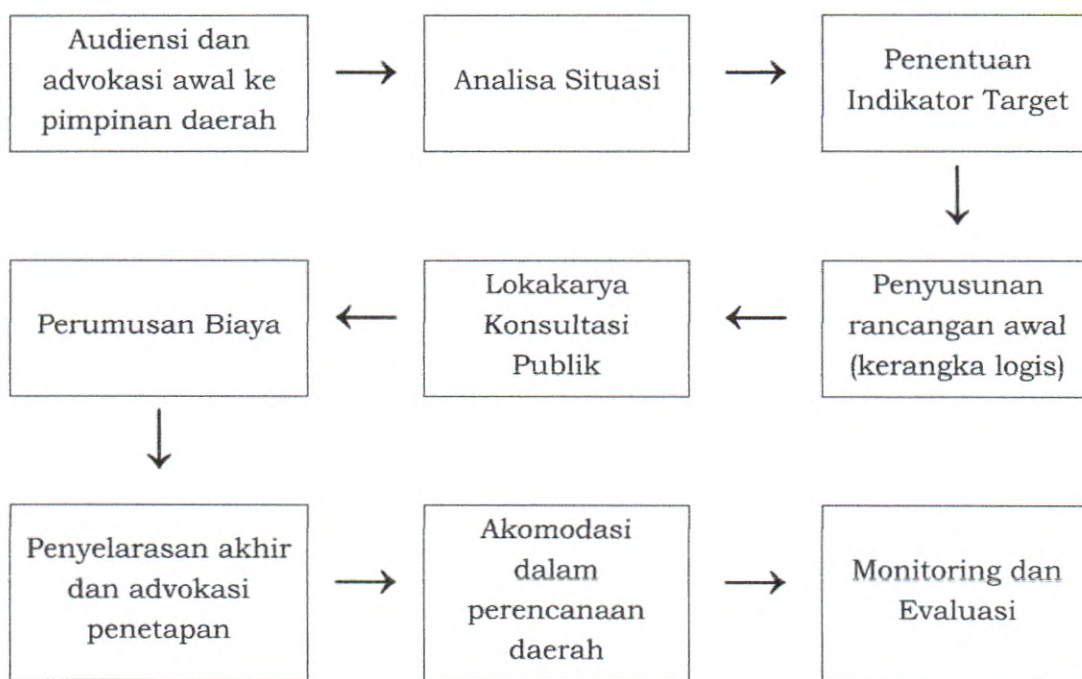 Audiensi dan
advokasi awal ke
pimpinan daerah
Analisa Situasi
Penentuan
Indikator Target
Penyusunan
rancangan awal
(kerangka logis)
Lokakarya
Konsultasi
Publik
Perumusan Biaya
Penyelarasan akhir
dan advokasi
penetapan
Akomodasi
dalam
perencanaan
daerah
Monitoring dan
Evaluasi